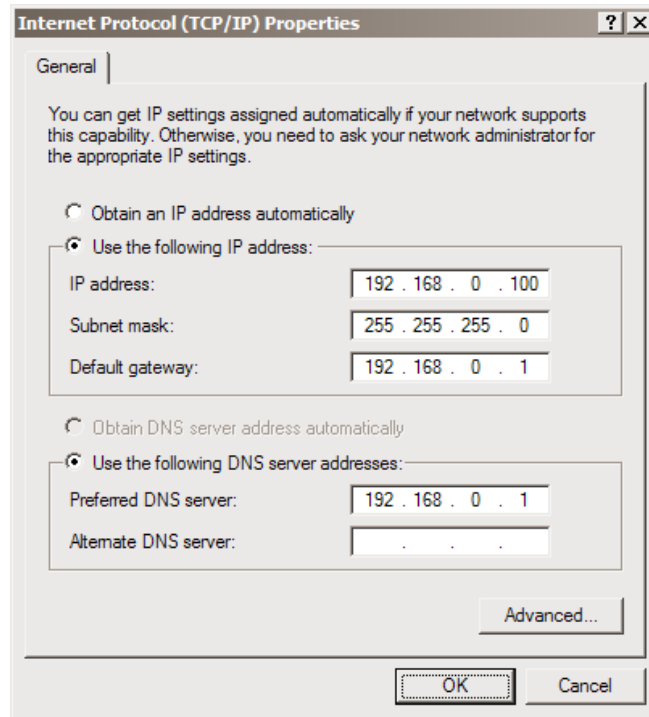 Internet Protocol (TCP/IP) Properties
General
You can get IP settings assigned automatically if your network supports
this capability. Otherwise, you need to ask your network administrator for
the appropriate IP settings.
Obtain an IP address automatically
Use the following IP address:
IP address: 192 . 168 . 0 . 100
Subnet mask: 255 . 255 . 255 . 0
Default gateway: 192 . 168 . 0 . 1
Obtain DNS server address automatically
Use the following DNS server addresses:
Preferred DNS server: 192 . 168 . 0 . 1
Alternate DNS server: . . .
Advanced...
OK Cancel